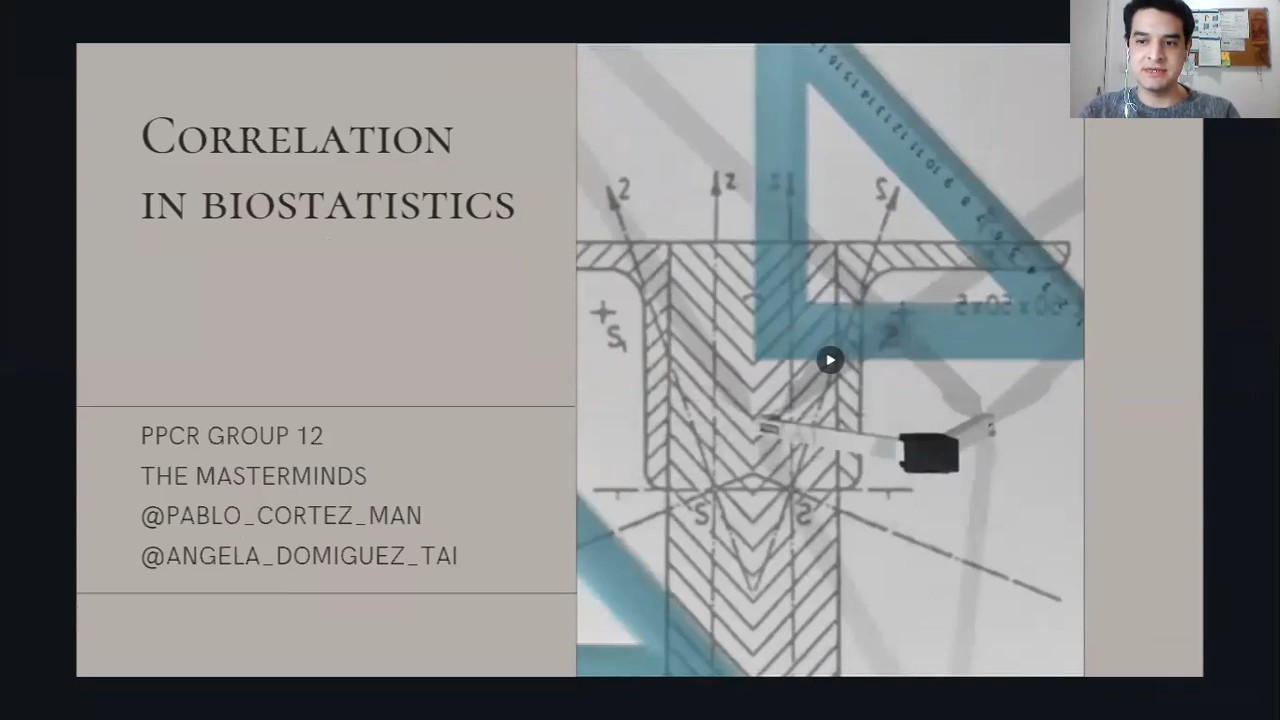 CORRELATION
IN BIOSTATISTICS
PPCR GROUP 12
THE MASTERMINDS
@PABLO_CORTEZ_MAN
@ANGELA_DOMIGUEZ_TAI